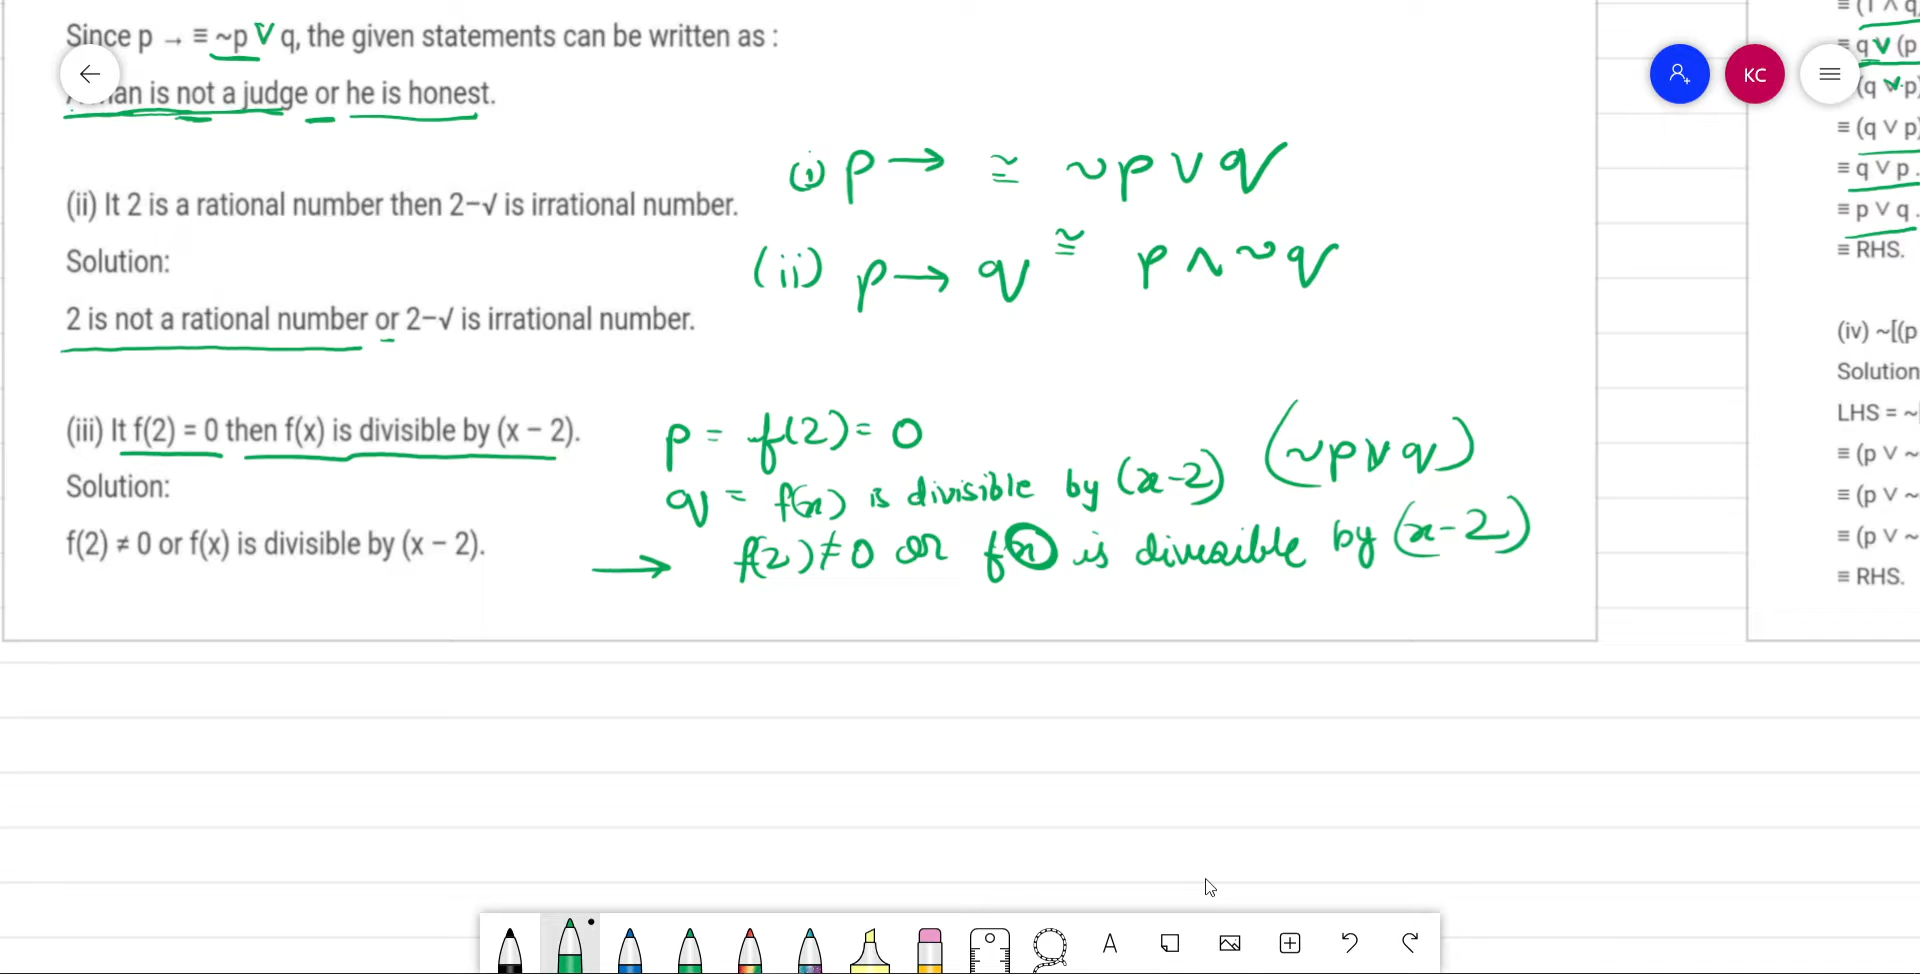 Since p → ≡ ~p ∨ q, the given statements can be written as :
an is not a judge or he is honest.
(i) p → ≅ ~p ∨ q
(ii) It 2 is a rational number then 2−√ is irrational number.
(ii) p → q ≅ p ∧ ~q
Solution:
2 is not a rational number or 2−√ is irrational number.
(iii) It f(2) = 0 then f(x) is divisible by (x − 2).
p = f(2) = 0
(~p ∨ q)
q = f(x) is divisible by (x-2)
Solution:
f(2) ≠ 0 or f(x) is divisible by (x − 2).
→ f(2) ≠ 0 or f(x) is divisible by (x-2)
KC
≡ q ∨ (p
(q ∨ p)
≡ (q ∨ p)
≡ q ∨ p .
≡ p ∨ q .
≡ RHS.
(iv) ~[(p
Solution
LHS = ~
≡ (p ∨ ~
≡ (p ∨ ~
≡ (p ∨ ~
≡ RHS.
A